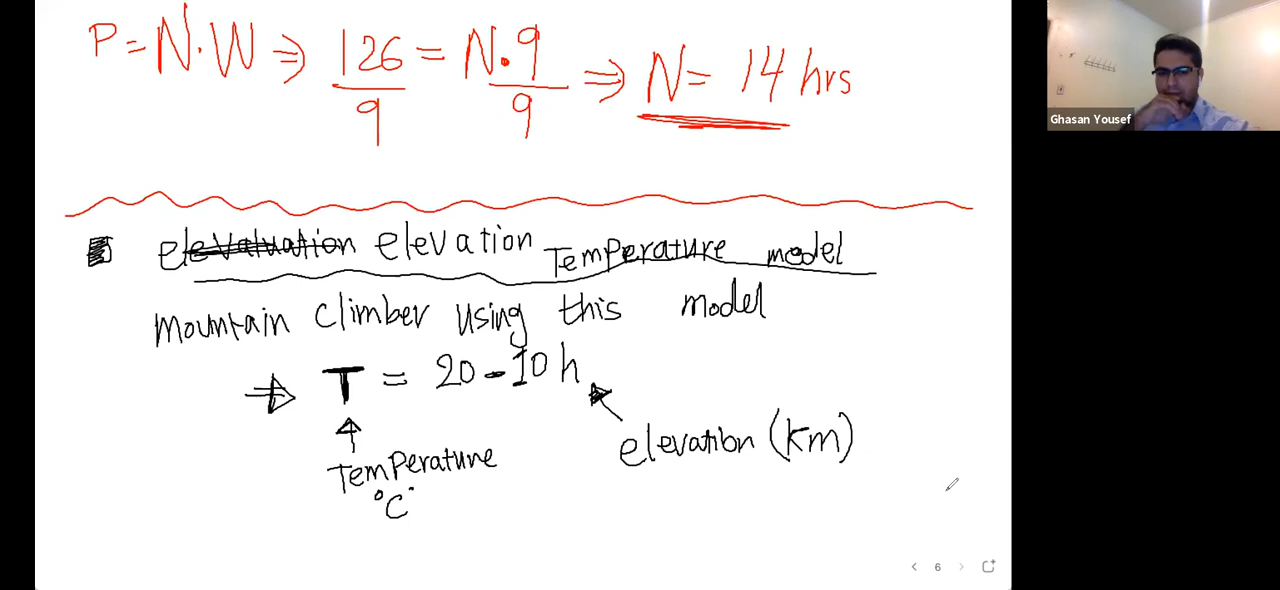 P = N.W ⇒ 126/9 = N.9/9 ⇒ N = 14 hrs
Ghasan Yousef
elevaluation elevation Temperature model
Mountain climber using this model
⇒ T = 20 - 10 h
elevation (Km)
Temperature
°C
6